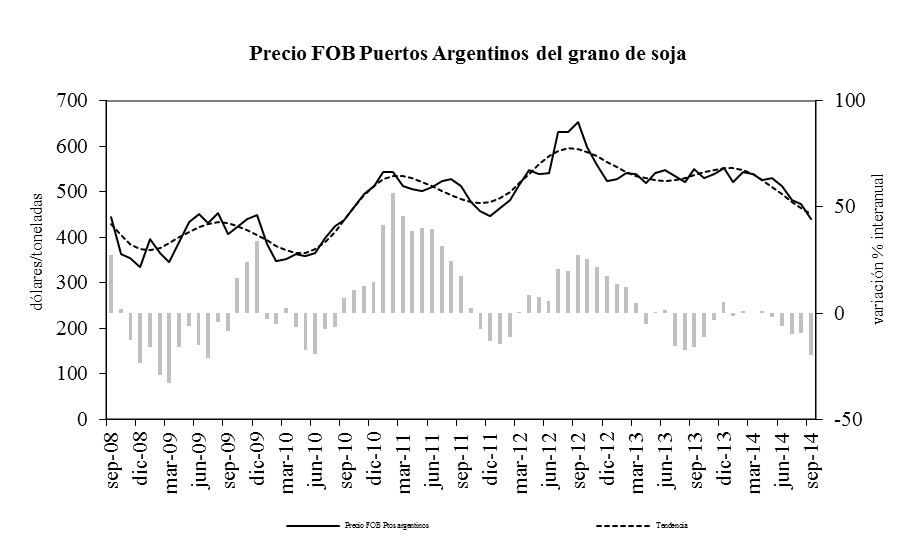 Precio FOB Puertos Argentinos del grano de soja
dólares/toneladas
700
600
500
400
300
200
100
0
100
50
0
-50
variación % interanual
sep-08
dic-08
mar-09
jun-09
sep-09
dic-09
mar-10
jun-10
sep-10
dic-10
mar-11
jun-11
sep-11
dic-11
mar-12
jun-12
sep-12
dic-12
mar-13
jun-13
sep-13
dic-13
mar-14
jun-14
sep-14
Precio FOB Ptos argentinos
Tendencia